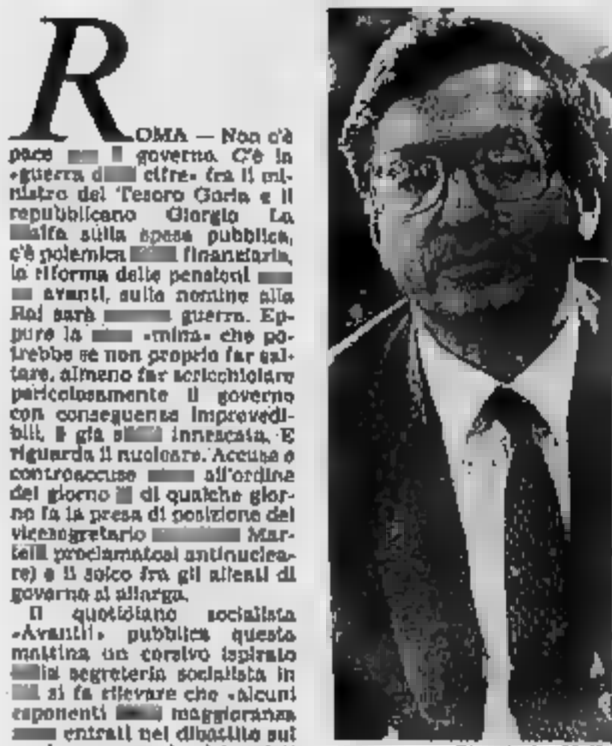 ROMA — Non c'è
pace governo. C'è la
«guerra cifre» fra il mi-
nistro del Tesoro Goria e il
repubblicano Giorgio La
sulla spesa pubblica,
c'è polemica finanziaria,
la riforma delle pensioni
avanti, sulle nomine alla
Rai sarà guerra. Ep-
pure la «mina» che po-
trebbe se non proprio far sal-
tare, almeno far scricchiolare
pericolosamente il governo
con conseguenze imprevedi-
bili, è già innescata. E
riguarda il nucleare. Accuse e
controaccuse all'ordine
del giorno di qualche gior-
no fa la presa di posizione del
vicesegretario Mar-
telli proclamatosi antinuclea-
re) e il solco fra gli alleati di
governo si allarga.
Il quotidiano socialista
«Avanti!» pubblica questa
mattina un corsivo ispirato
segreteria socialista in
si fa rilevare che «alcuni
esponenti maggioranza
entrati nel dibattito sul